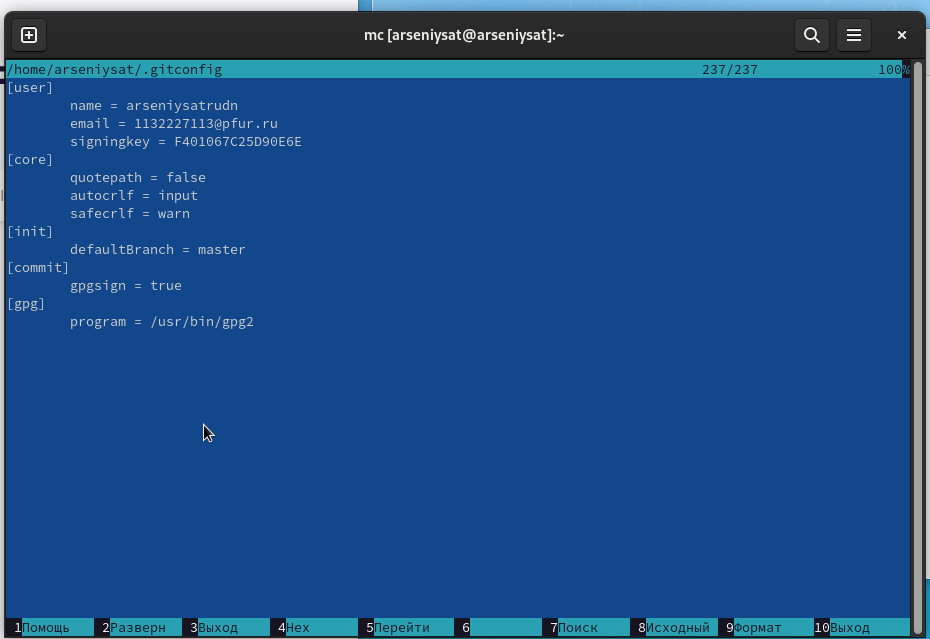 mc [arseniysat@arseniysat]:~
/home/arseniysat/.gitconfig 237/237 100%
[user]
name = arseniysatrudn
email = 1132227113@pfur.ru
signingkey = F401067C25D90E6E
[core]
quotepath = false
autocrlf = input
safecrlf = warn
[init]
defaultBranch = master
[commit]
gpgsign = true
[gpg]
program = /usr/bin/gpg2
1Помощь 2Разверн 3Выход 4Hex 5Перейти 6 7Поиск 8Исходный 9Формат 10Выход